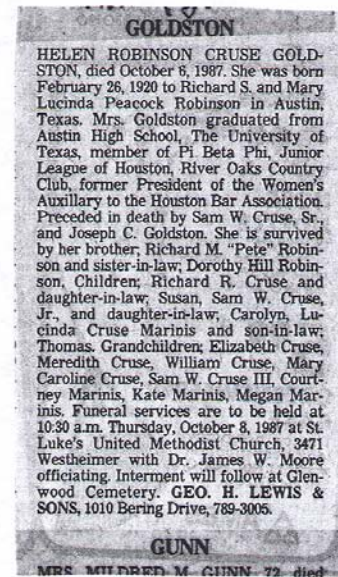 GOLDSTON
HELEN ROBINSON CRUSE GOLD-
STON, died October 6, 1987. She was born
February 26, 1920 to Richard S. and Mary
Lucinda Peacock Robinson in Austin,
Texas. Mrs. Goldston graduated from
Austin High School, The University of
Texas, member of Pi Beta Phi, Junior
League of Houston, River Oaks Country
Club, former President of the Women's
Auxillary to the Houston Bar Association.
Preceded in death by Sam W. Cruse, Sr.,
and Joseph C. Goldston. She is survived
by her brother; Richard M. "Pete" Robin-
son and sister-in-law; Dorothy Hill Robin-
son, Children; Richard R. Cruse and
daughter-in-law; Susan, Sam W. Cruse,
Jr., and daughter-in-law; Carolyn, Lu-
cinda Cruse Marinis and son-in-law;
Thomas. Grandchildren; Elizabeth Cruse,
Meredith Cruse, William Cruse, Mary
Caroline Cruse, Sam W. Cruse III, Court-
ney Marinis, Kate Marinis, Megan Mar-
inis. Funeral services are to be held at
10:30 a.m. Thursday, October 8, 1987 at St.
Luke's United Methodist Church, 3471
Westheimer with Dr. James W. Moore
officiating. Interment will follow at Glen-
wood Cemetery. GEO. H. LEWIS &
SONS, 1010 Bering Drive, 789-3005.
GUNN
MRS. MILDRED M. GUNN, 72, died